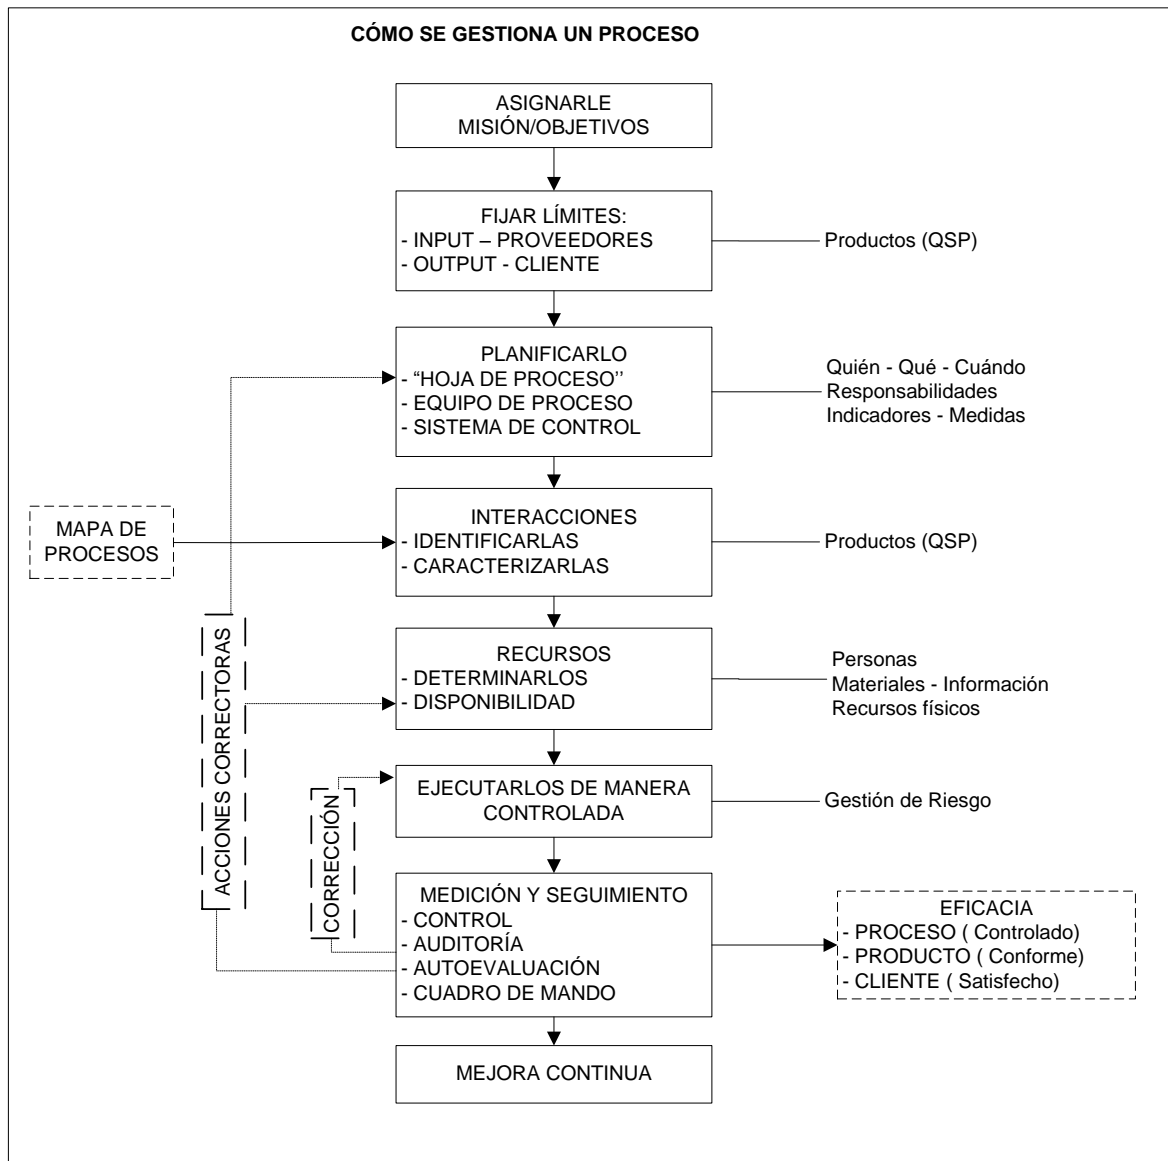 CÓMO SE GESTIONA UN PROCESO
ASIGNARLE
MISIÓN/OBJETIVOS
FIJAR LÍMITES:
- INPUT – PROVEEDORES
- OUTPUT - CLIENTE
Productos (QSP)
PLANIFICARLO
- “HOJA DE PROCESO’’
- EQUIPO DE PROCESO
- SISTEMA DE CONTROL
Quién - Qué - Cuándo
Responsabilidades
Indicadores - Medidas
MAPA DE
PROCESOS
INTERACCIONES
- IDENTIFICARLAS
- CARACTERIZARLAS
Productos (QSP)
ACCIONES CORRECTORAS
RECURSOS
- DETERMINARLOS
- DISPONIBILIDAD
Personas
Materiales - Información
Recursos físicos
CORRECCIÓN
EJECUTARLOS DE MANERA
CONTROLADA
Gestión de Riesgo
MEDICIÓN Y SEGUIMIENTO
- CONTROL
- AUDITORÍA
- AUTOEVALUACIÓN
- CUADRO DE MANDO
EFICACIA
- PROCESO ( Controlado)
- PRODUCTO ( Conforme)
- CLIENTE ( Satisfecho)
MEJORA CONTINUA